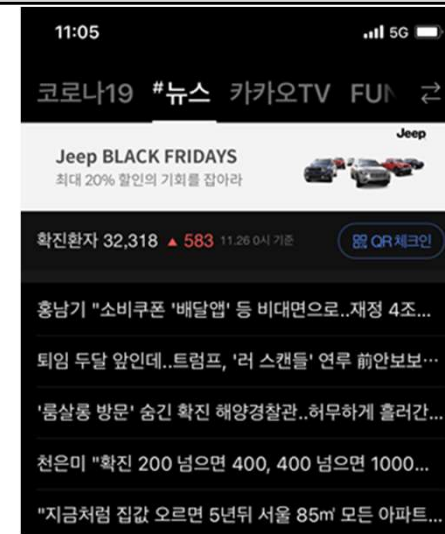 11:05
5G
코로나19 #뉴스 카카오TV FUN
Jeep
Jeep BLACK FRIDAYS
최대 20% 할인의 기회를 잡아라
확진환자 32,318 ▲ 583 11.26 0시 기준
QR체크인
홍남기 "소비쿠폰 '배달앱' 등 비대면으로..재정 4조...
퇴임 두달 앞인데..트럼프, '러 스캔들' 연루 前안보보…
'룸살롱 방문' 숨긴 확진 해양경찰관..허무하게 흘러간...
천은미 "확진 200 넘으면 400, 400 넘으면 1000...
"지금처럼 집값 오르면 5년뒤 서울 85㎡ 모든 아파트...